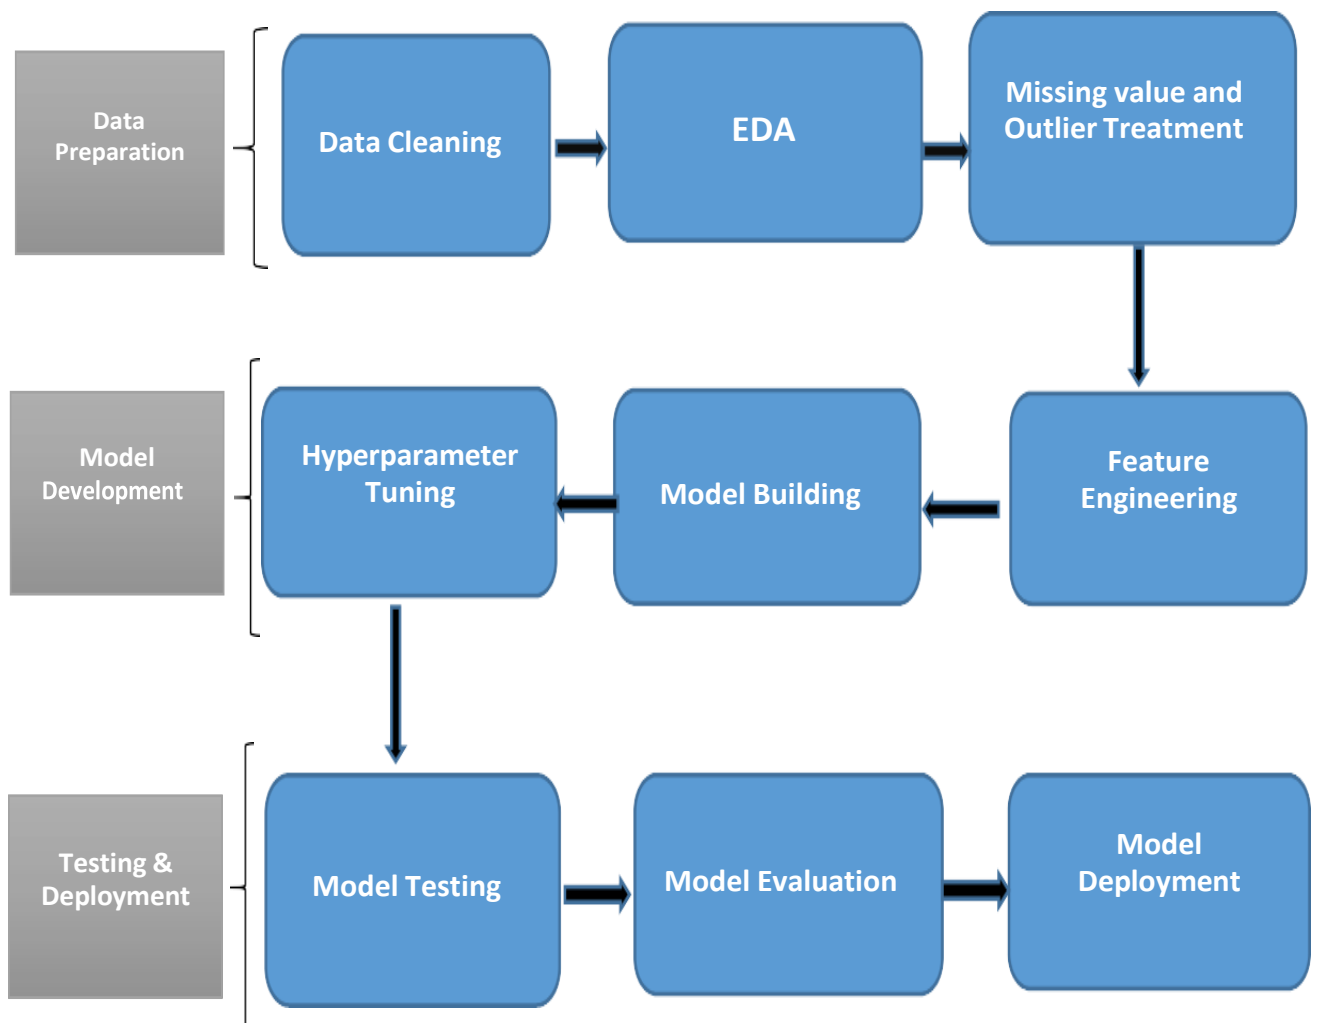 Data
Preparation
Data Cleaning
EDA
Missing value and
Outlier Treatment
Model
Development
Hyperparameter
Tuning
Model Building
Feature
Engineering
Testing &
Deployment
Model Testing
Model Evaluation
Model
Deployment